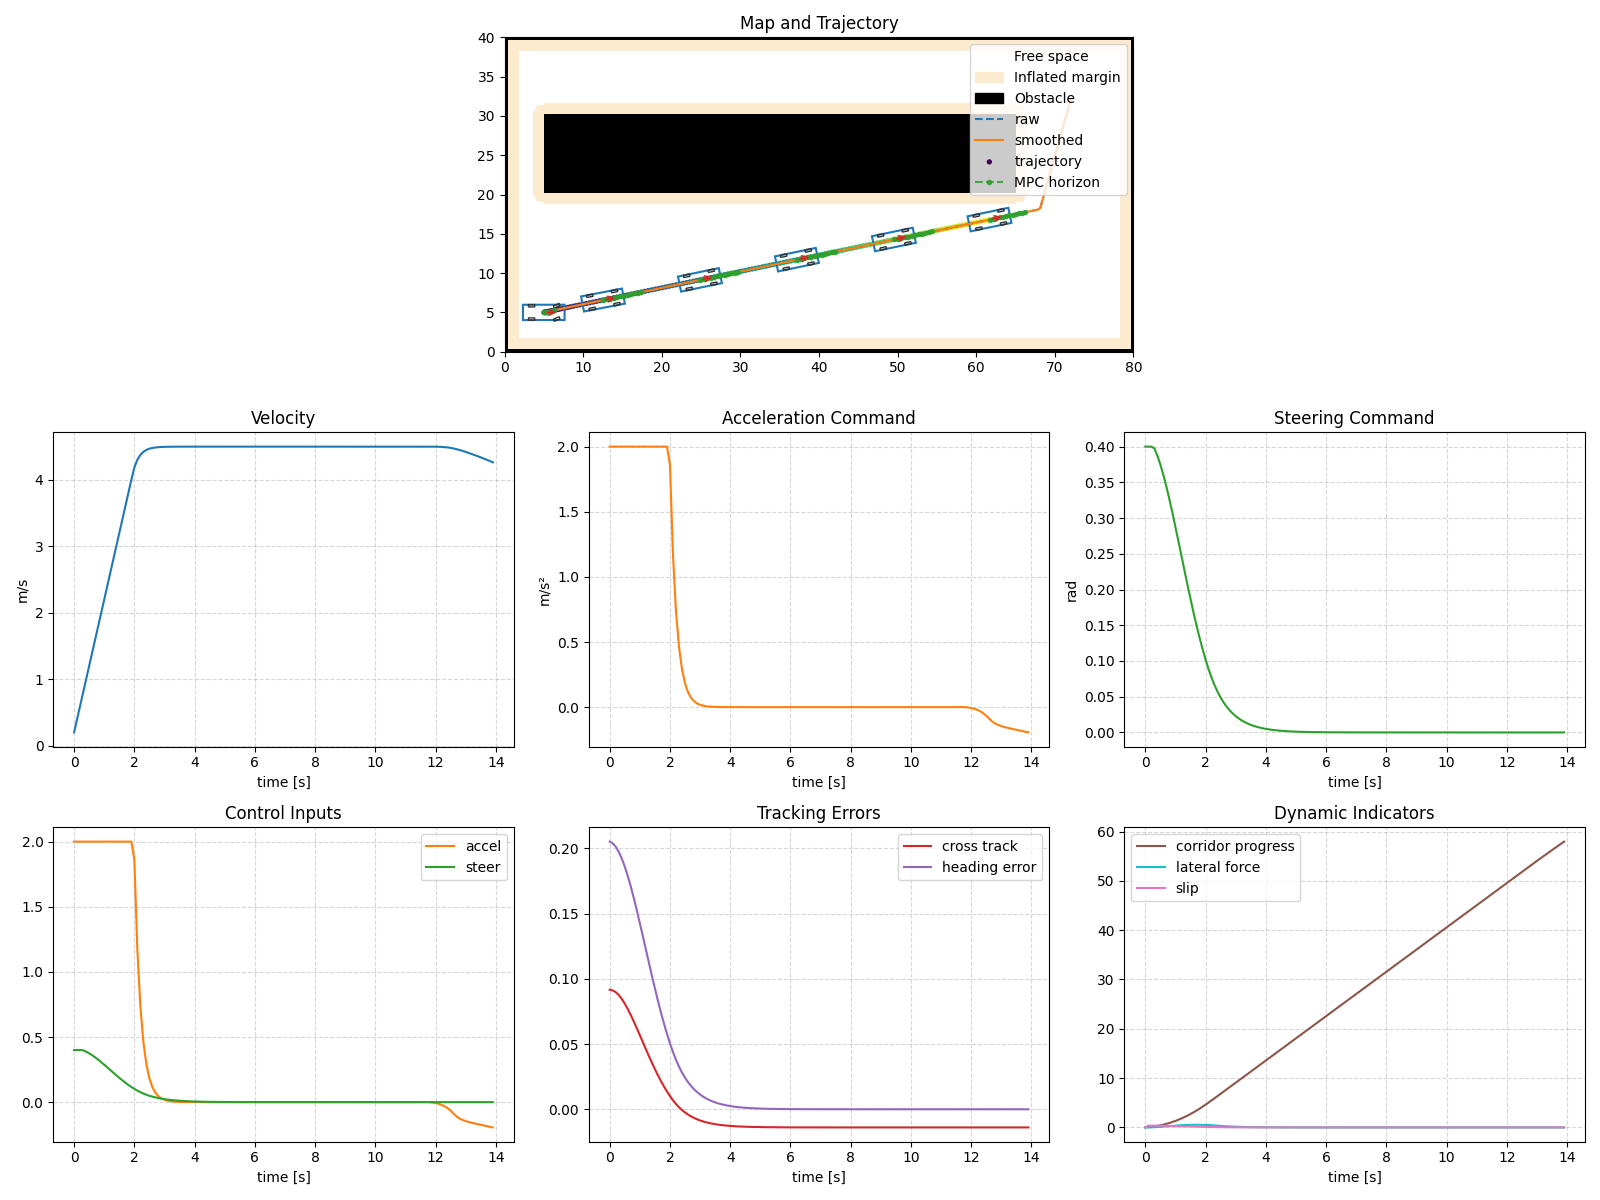 Map and Trajectory
40
35
30
25
20
15
10
5
0
0 10 20 30 40 50 60 70 80
Free space
Inflated margin
Obstacle
raw
smoothed
trajectory
MPC horizon
Velocity
m/s
4
3
2
1
0
0 2 4 6 8 10 12 14
time [s]
Acceleration Command
m/s²
2.0
1.5
1.0
0.5
0.0
0 2 4 6 8 10 12 14
time [s]
Steering Command
rad
0.40
0.35
0.30
0.25
0.20
0.15
0.10
0.05
0.00
0 2 4 6 8 10 12 14
time [s]
Control Inputs
accel
steer
2.0
1.5
1.0
0.5
0.0
0 2 4 6 8 10 12 14
time [s]
Tracking Errors
cross track
heading error
0.20
0.15
0.10
0.05
0.00
0 2 4 6 8 10 12 14
time [s]
Dynamic Indicators
corridor progress
lateral force
slip
60
50
40
30
20
10
0
0 2 4 6 8 10 12 14
time [s]